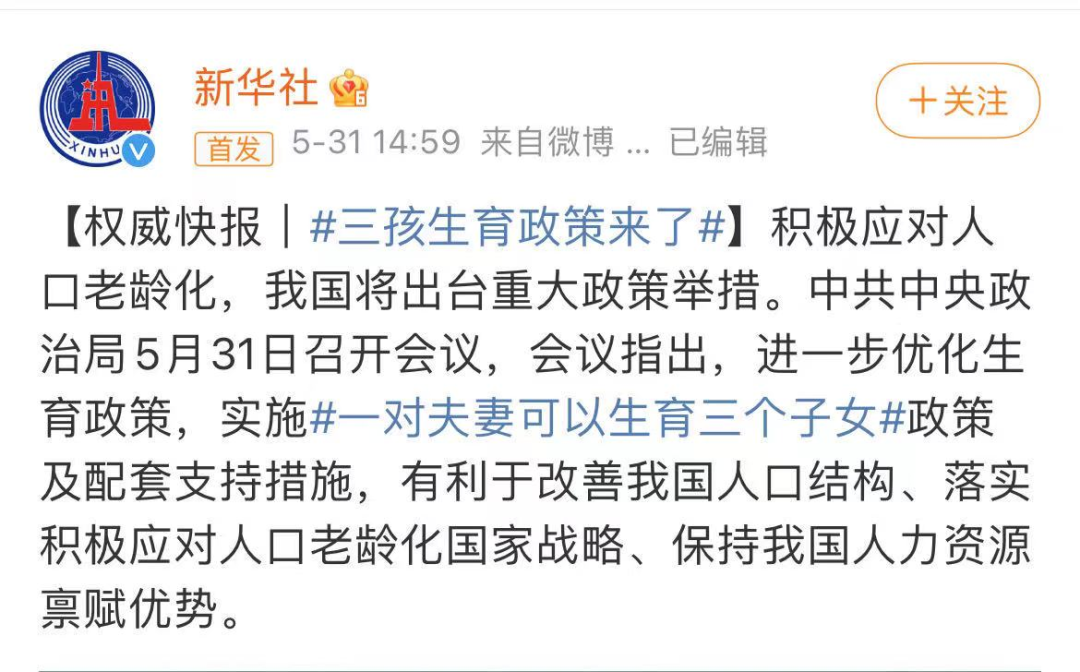 新华社
+关注
首发 5-31 14:59 来自微博 ... 已编辑
XINHU
【权威快报｜#三孩生育政策来了#】积极应对人
口老龄化，我国将出台重大政策举措。中共中央政
治局5月31日召开会议，会议指出，进一步优化生
育政策，实施#一对夫妻可以生育三个子女#政策
及配套支持措施，有利于改善我国人口结构、落实
积极应对人口老龄化国家战略、保持我国人力资源
禀赋优势。